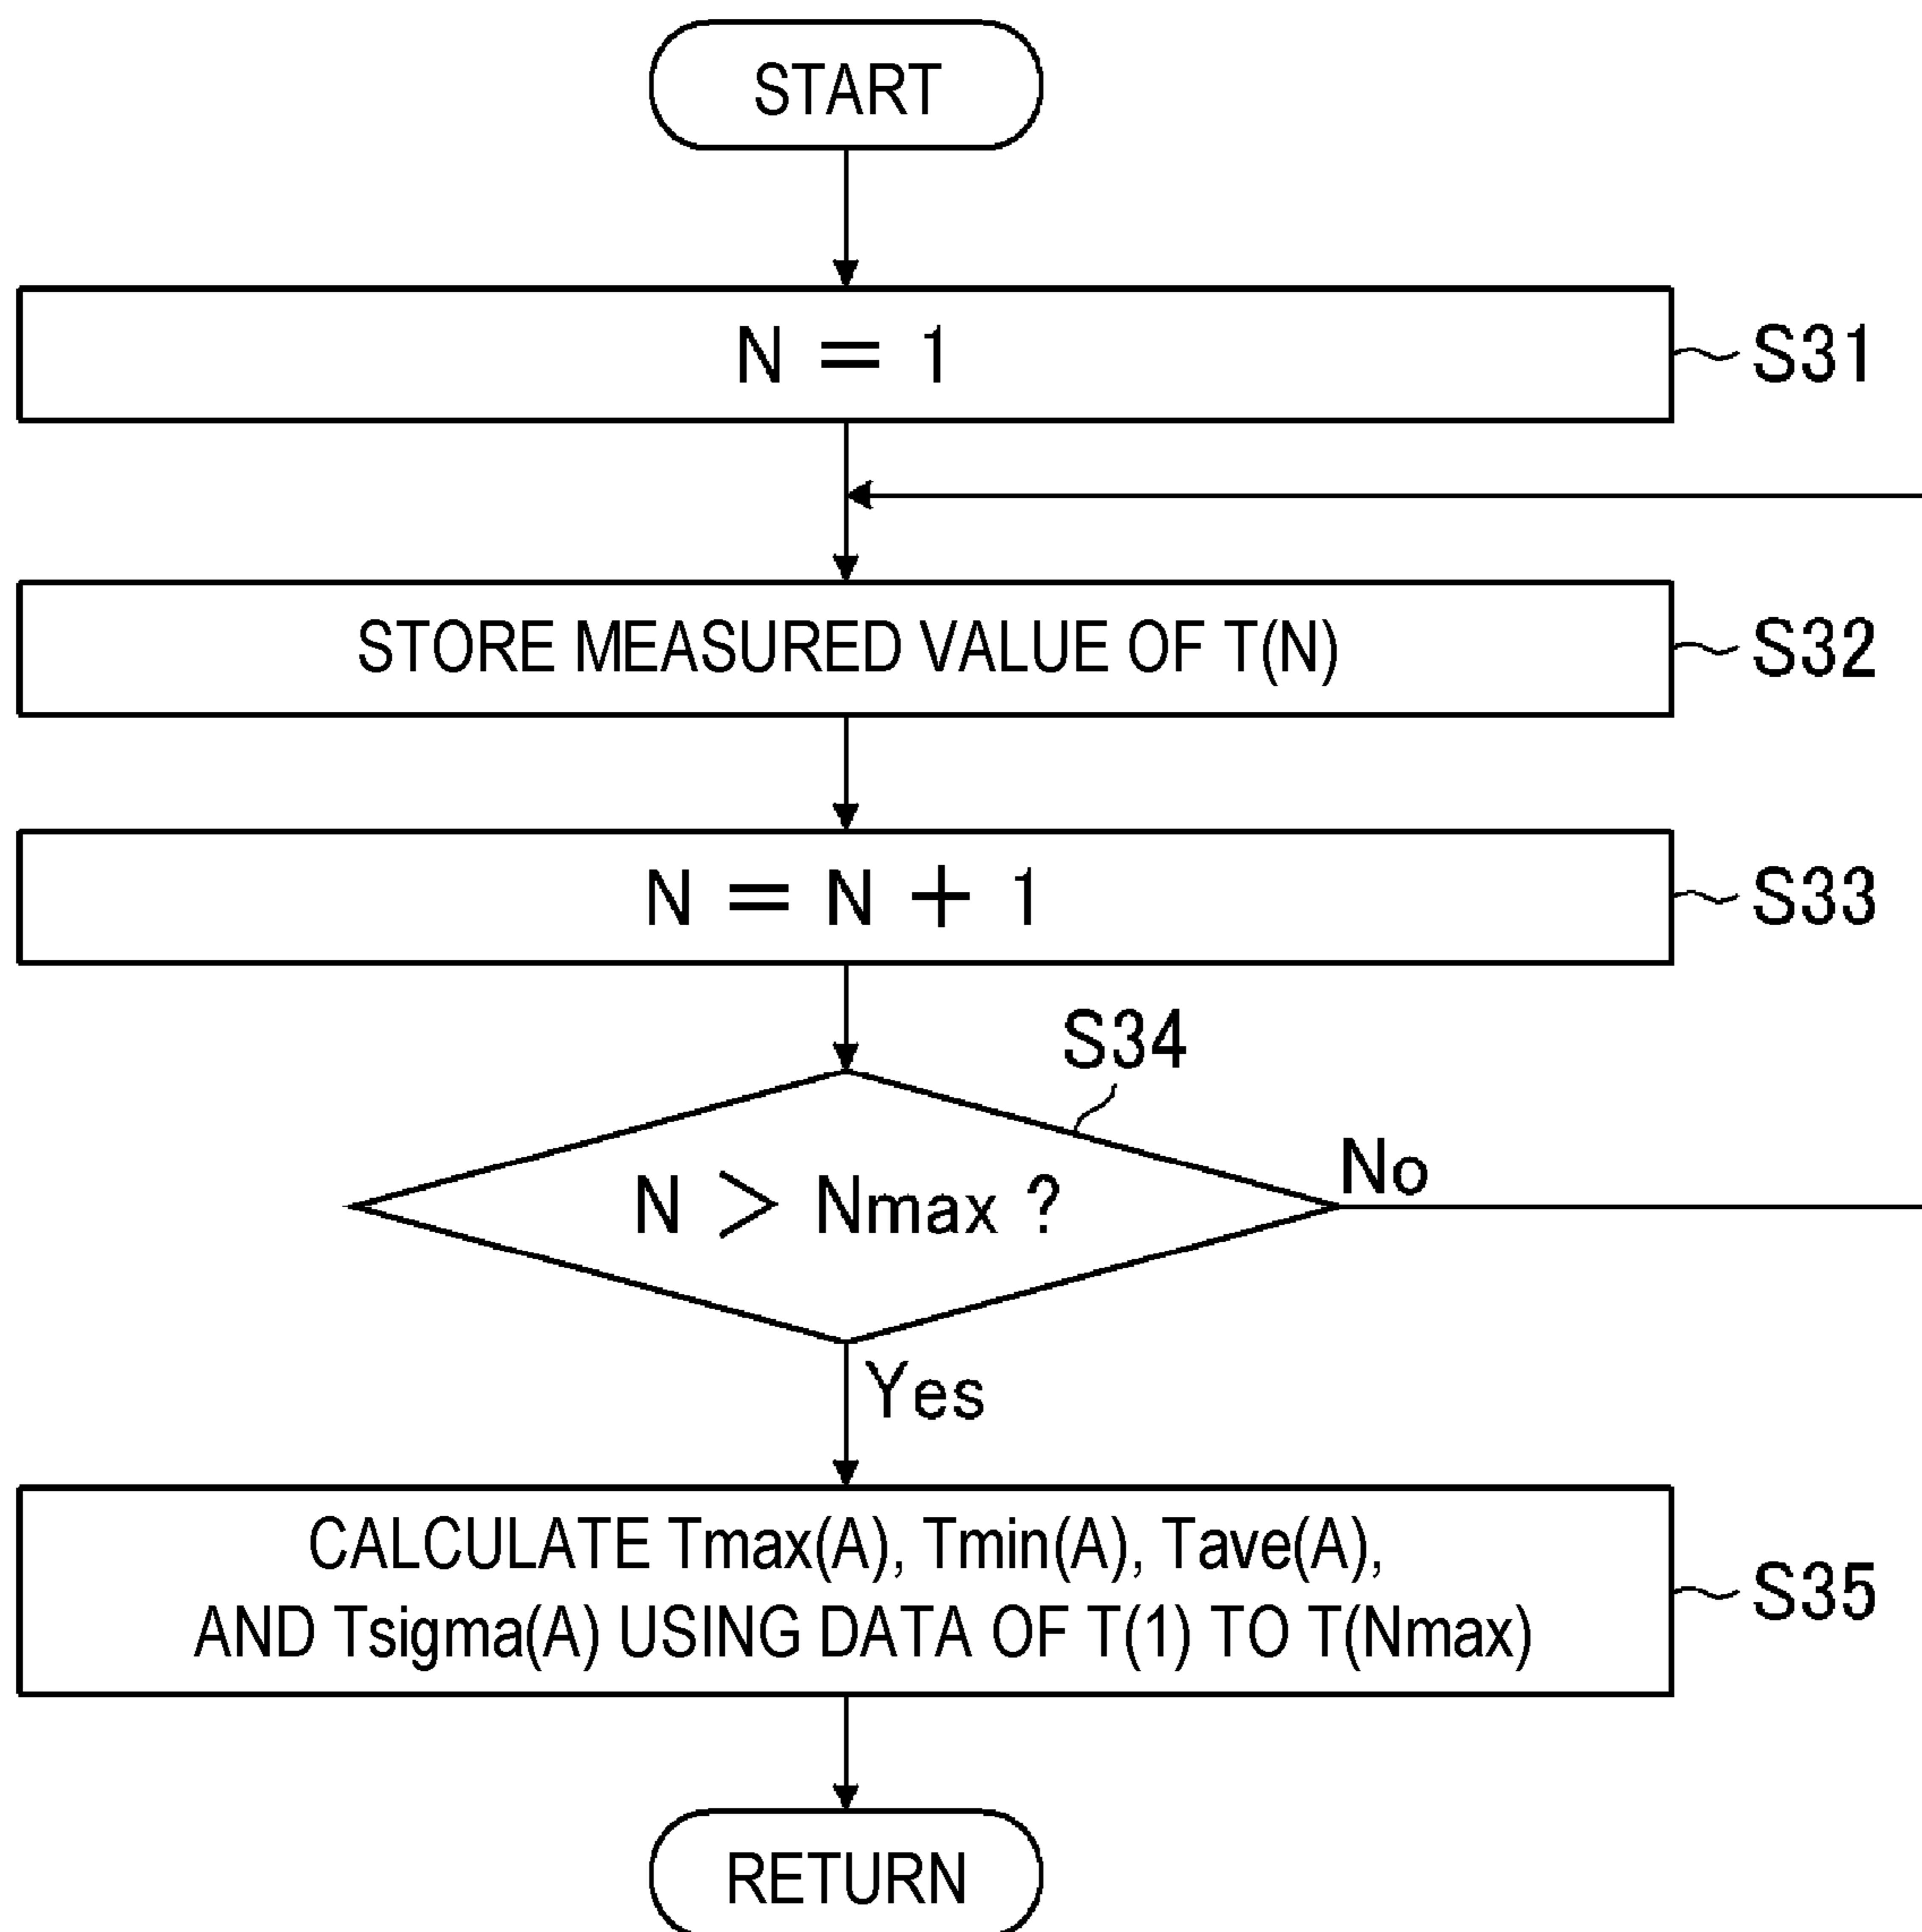 START
N = 1
S31
STORE MEASURED VALUE OF T(N)
S32
N = N + 1
S33
S34
N > Nmax ?
No
Yes
CALCULATE Tmax(A), Tmin(A), Tave(A),
AND Tsigma(A) USING DATA OF T(1) TO T(Nmax)
S35
RETURN